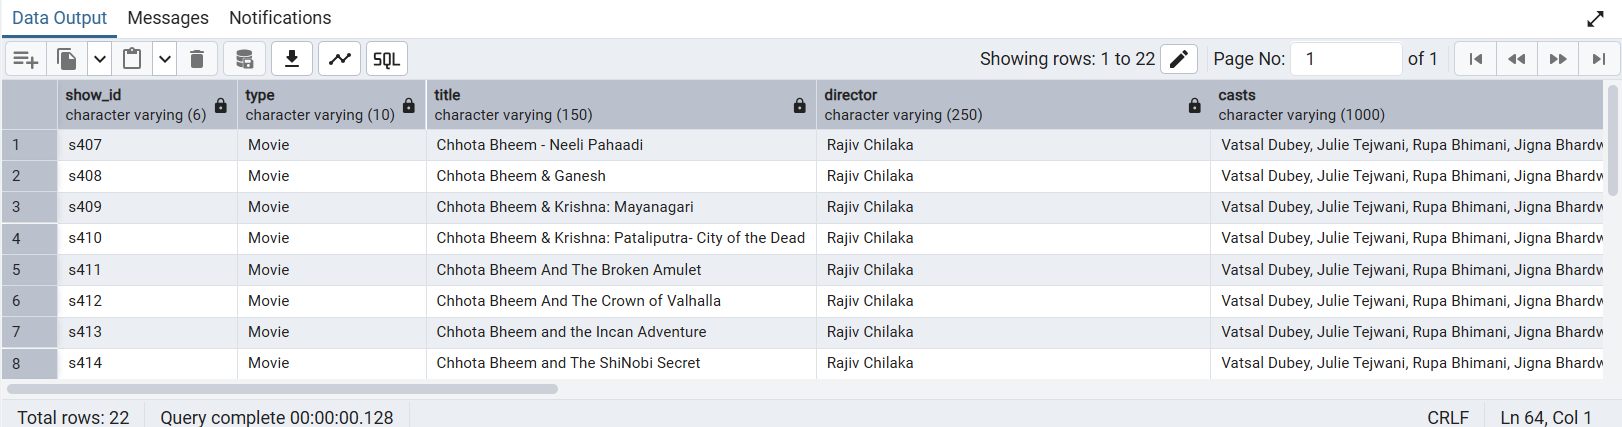 Data Output Messages Notifications
SQL Showing rows: 1 to 22 Page No: 1 of 1
show_id type title director casts
character varying (6) character varying (10) character varying (150) character varying (250) character varying (1000)
1 s407 Movie Chhota Bheem - Neeli Pahaadi Rajiv Chilaka Vatsal Dubey, Julie Tejwani, Rupa Bhimani, Jigna Bhardw
2 s408 Movie Chhota Bheem & Ganesh Rajiv Chilaka Vatsal Dubey, Julie Tejwani, Rupa Bhimani, Jigna Bhardw
3 s409 Movie Chhota Bheem & Krishna: Mayanagari Rajiv Chilaka Vatsal Dubey, Julie Tejwani, Rupa Bhimani, Jigna Bhardw
4 s410 Movie Chhota Bheem & Krishna: Pataliputra- City of the Dead Rajiv Chilaka Vatsal Dubey, Julie Tejwani, Rupa Bhimani, Jigna Bhardw
5 s411 Movie Chhota Bheem And The Broken Amulet Rajiv Chilaka Vatsal Dubey, Julie Tejwani, Rupa Bhimani, Jigna Bhardw
6 s412 Movie Chhota Bheem And The Crown of Valhalla Rajiv Chilaka Vatsal Dubey, Julie Tejwani, Rupa Bhimani, Jigna Bhardw
7 s413 Movie Chhota Bheem and the Incan Adventure Rajiv Chilaka Vatsal Dubey, Julie Tejwani, Rupa Bhimani, Jigna Bhardw
8 s414 Movie Chhota Bheem and The ShiNobi Secret Rajiv Chilaka Vatsal Dubey, Julie Tejwani, Rupa Bhimani, Jigna Bhardw
Total rows: 22 Query complete 00:00:00.128 CRLF Ln 64, Col 1